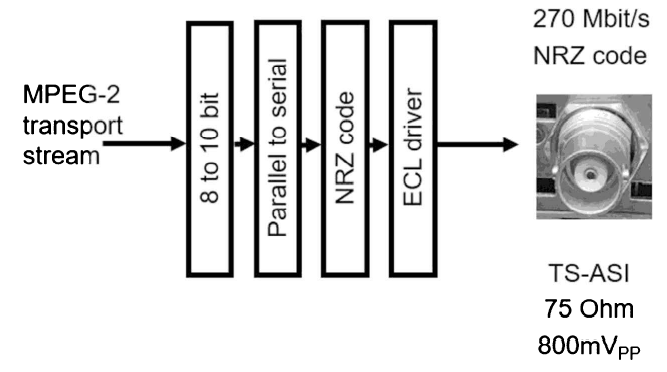 MPEG-2
transport
stream
8 to 10 bit
Parallel to serial
NRZ code
ECL driver
270 Mbit/s
NRZ code
TS-ASI
75 Ohm
800mVPP